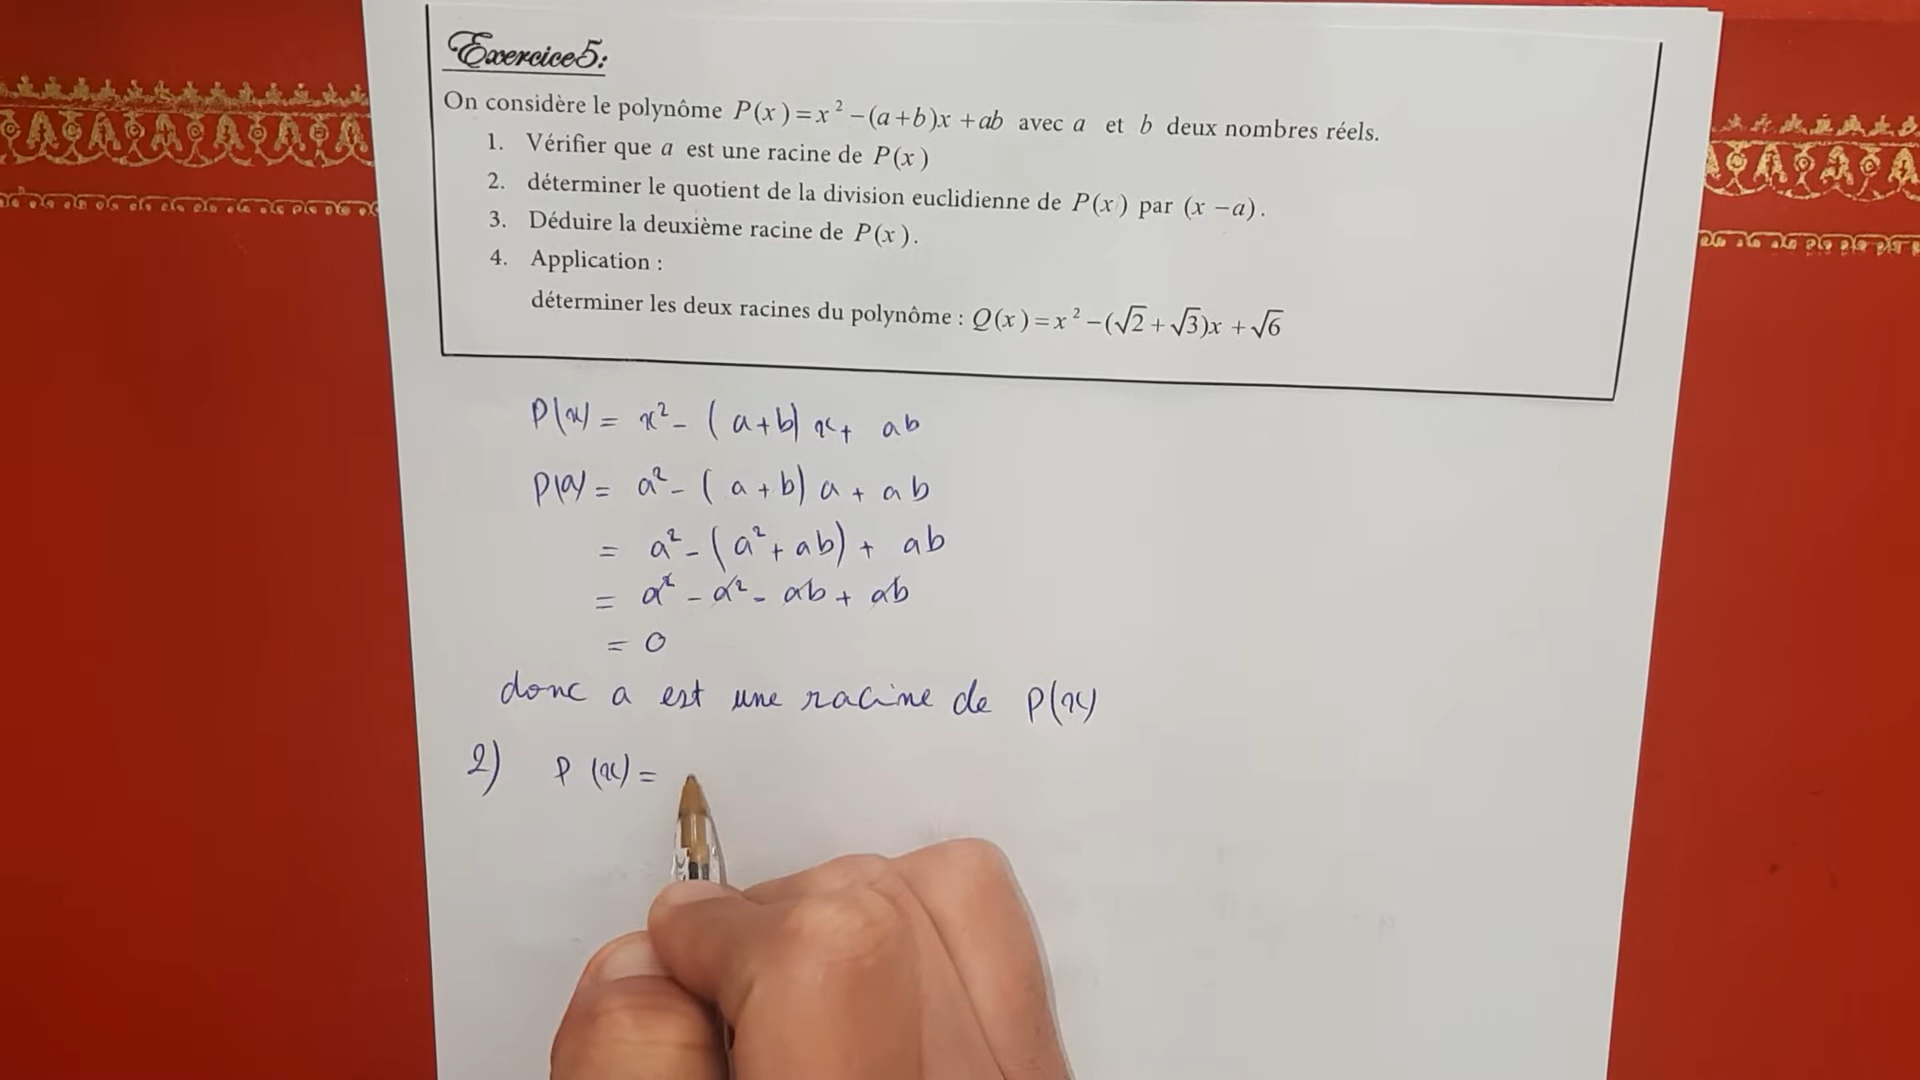 Exercice5:
On considère le polynôme P(x)=x²-(a+b)x+ab avec a et b deux nombres réels.
1. Vérifier que a est une racine de P(x)
2. déterminer le quotient de la division euclidienne de P(x) par (x-a).
3. Déduire la deuxième racine de P(x).
4. Application :
déterminer les deux racines du polynôme : Q(x)=x²-(√2+√3)x+√6
P(x) = x² - (a+b) x + ab
P(a) = a² - (a+b) a + ab
= a² - (a² + ab) + ab
= a² - a² - ab + ab
= 0
donc a est une racine de P(x)
2) P (x) =